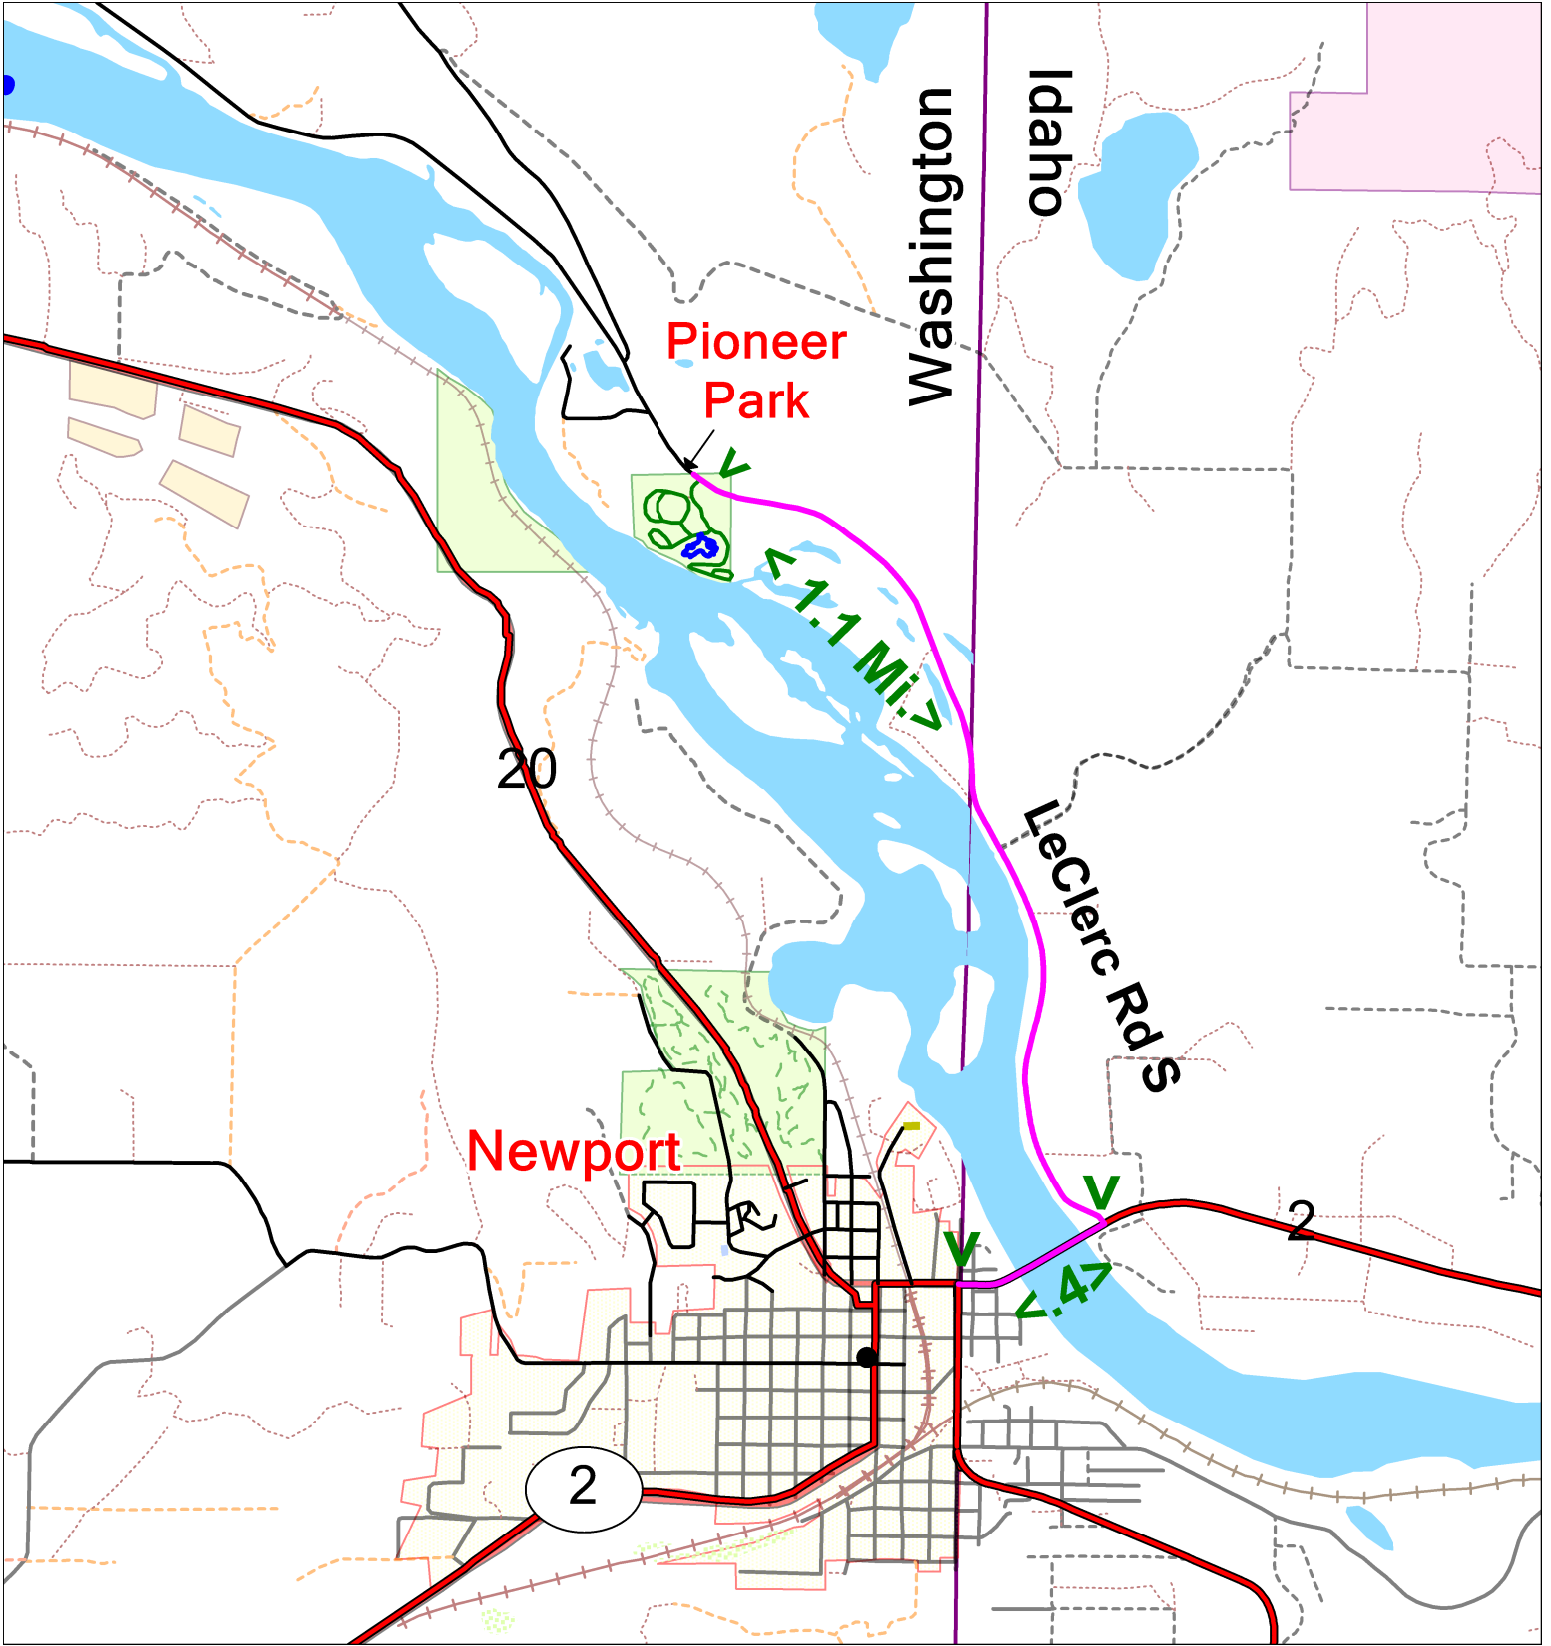 Washington
Idaho
Pioneer
Park
V
< 1.1 Mi.>
20
LeClerc Rd S
Newport
V
V
2
<.4>
2